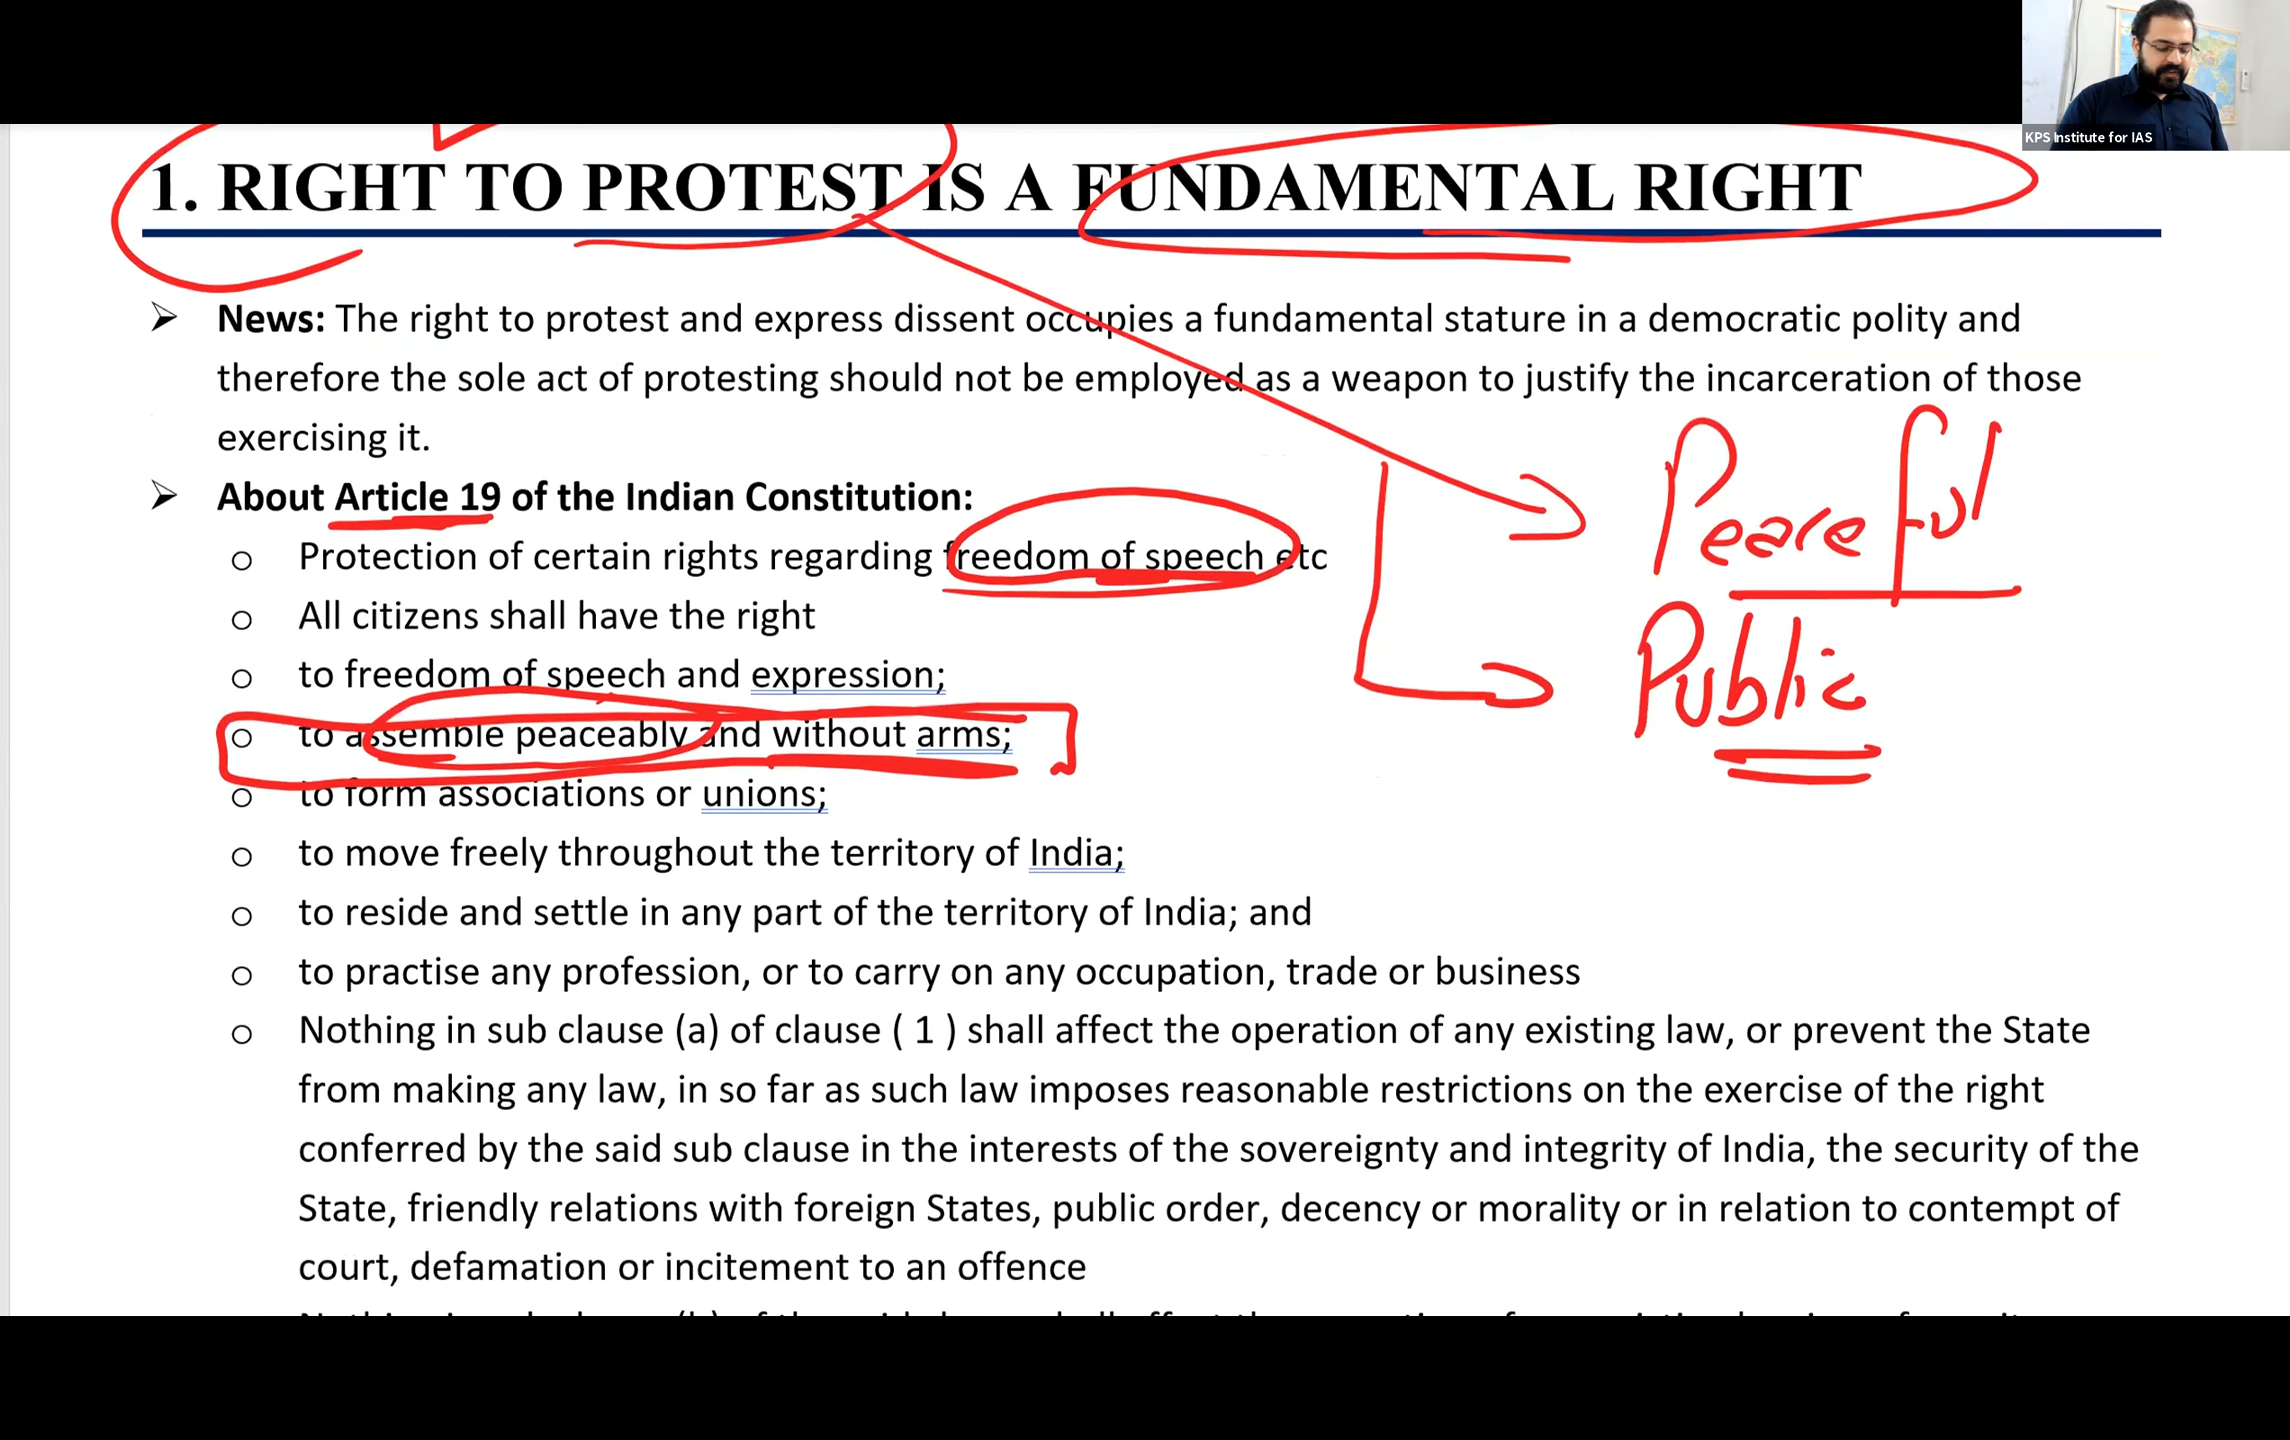 KPS Institute for IAS
1. RIGHT TO PROTEST IS A FUNDAMENTAL RIGHT
➢ News: The right to protest and express dissent occupies a fundamental stature in a democratic polity and
therefore the sole act of protesting should not be employed as a weapon to justify the incarceration of those
exercising it.
➢ About Article 19 of the Indian Constitution:
o Protection of certain rights regarding freedom of speech etc
o All citizens shall have the right
o to freedom of speech and expression;
o to assemble peaceably and without arms;
o to form associations or unions;
o to move freely throughout the territory of India;
o to reside and settle in any part of the territory of India; and
o to practise any profession, or to carry on any occupation, trade or business
o Nothing in sub clause (a) of clause ( 1 ) shall affect the operation of any existing law, or prevent the State
from making any law, in so far as such law imposes reasonable restrictions on the exercise of the right
conferred by the said sub clause in the interests of the sovereignty and integrity of India, the security of the
State, friendly relations with foreign States, public order, decency or morality or in relation to contempt of
court, defamation or incitement to an offence
Peaceful
Public